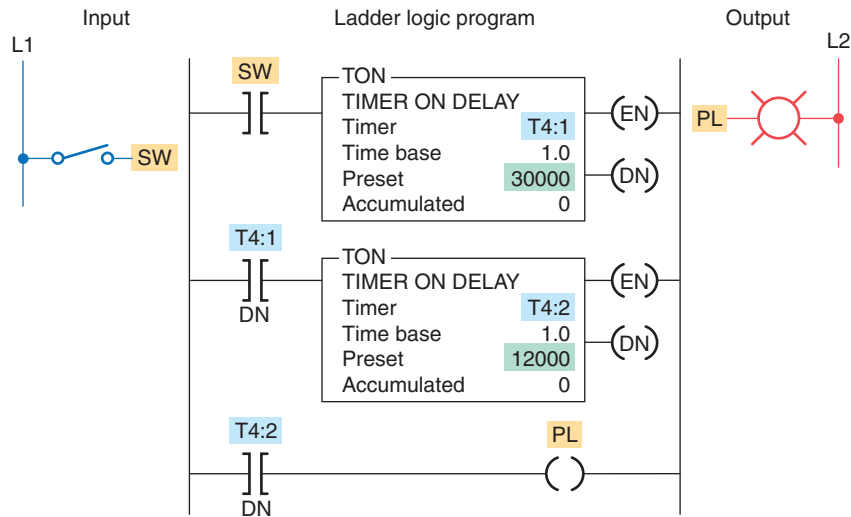 Input
Ladder logic program
Output
L1
L2
SW
TON
TIMER ON DELAY
Timer T4:1
Time base 1.0
Preset 30000
Accumulated 0
EN
DN
SW
PL
T4:1
DN
TON
TIMER ON DELAY
Timer T4:2
Time base 1.0
Preset 12000
Accumulated 0
EN
DN
T4:2
DN
PL